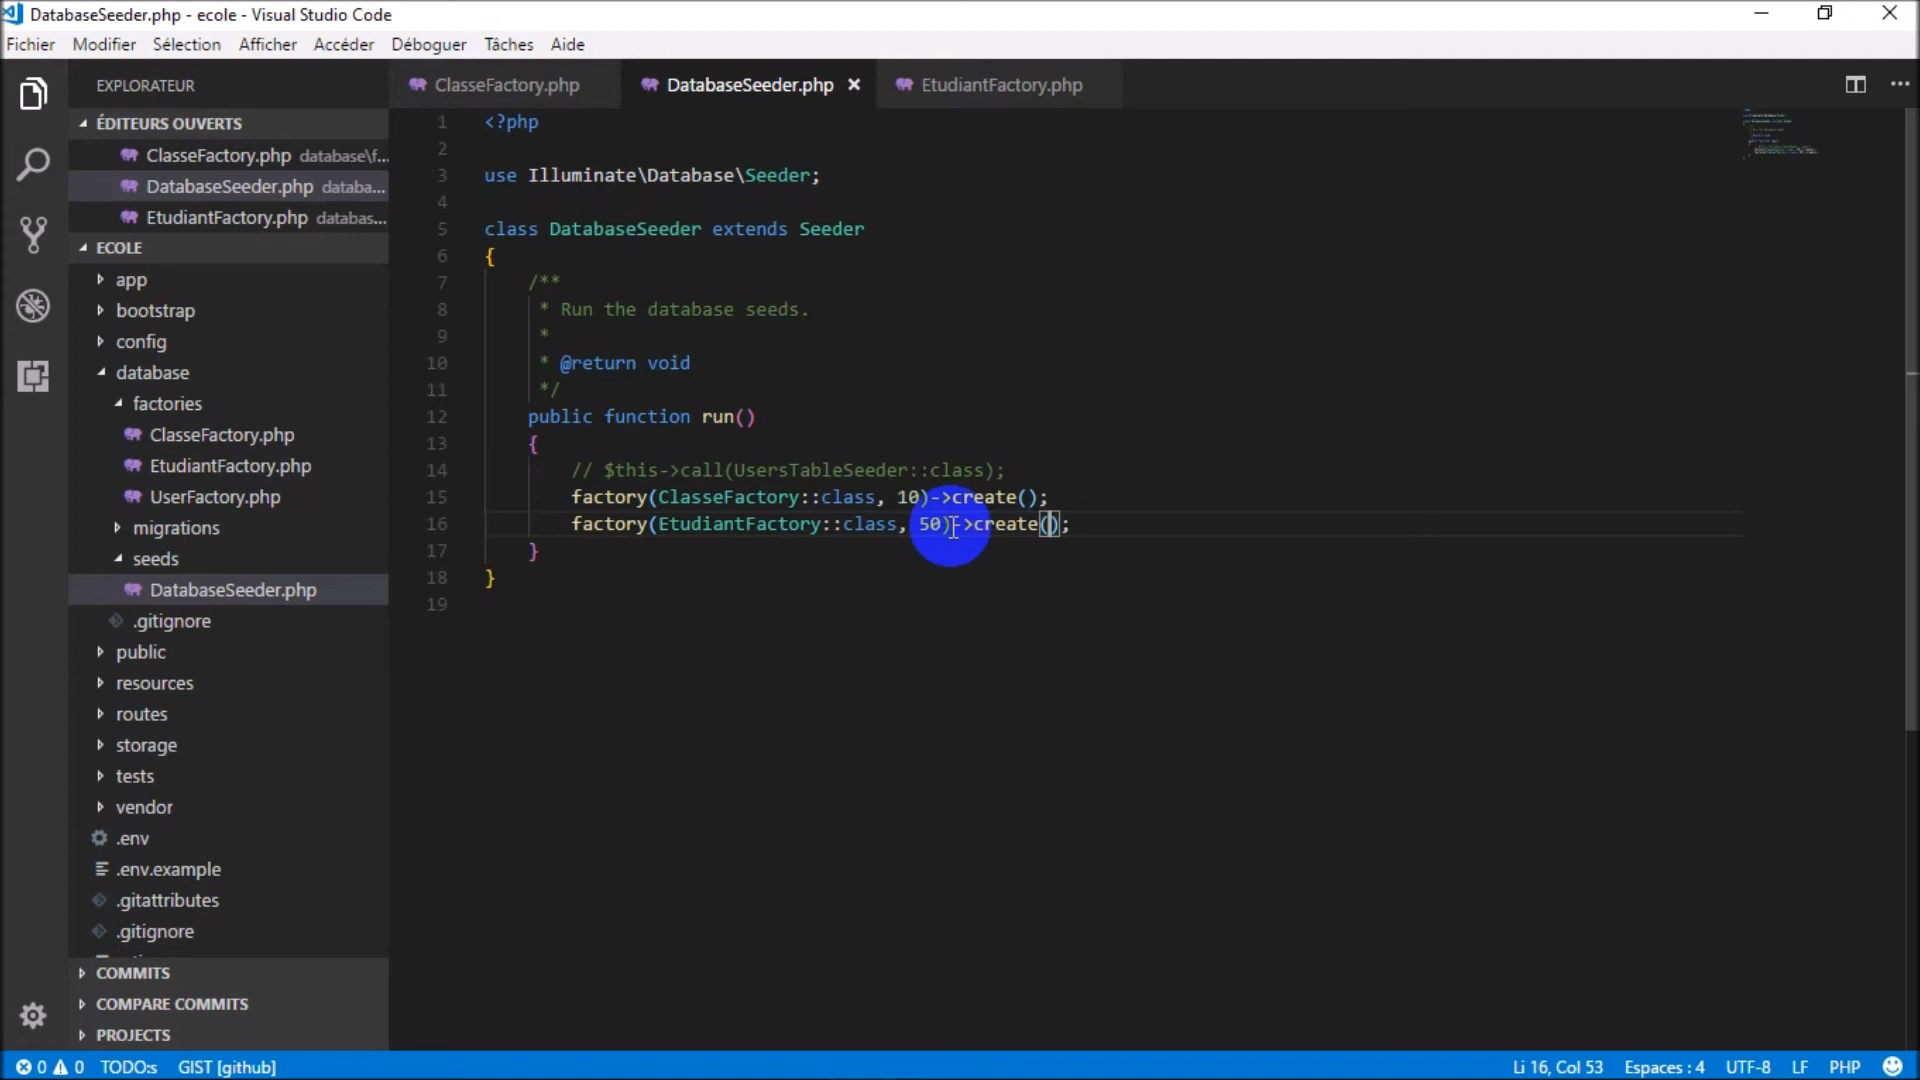 DatabaseSeeder.php - ecole - Visual Studio Code
Fichier Modifier Sélection Afficher Accéder Déboguer Tâches Aide
EXPLORATEUR
ÉDITEURS OUVERTS
ClasseFactory.php database\f...
DatabaseSeeder.php databa...
EtudiantFactory.php databas...
ECOLE
app
bootstrap
config
database
factories
ClasseFactory.php
EtudiantFactory.php
UserFactory.php
migrations
seeds
DatabaseSeeder.php
.gitignore
public
resources
routes
storage
tests
vendor
.env
.env.example
.gitattributes
.gitignore
COMMITS
COMPARE COMMITS
PROJECTS
ClasseFactory.php DatabaseSeeder.php EtudiantFactory.php
1 <?php
2
3 use Illuminate\Database\Seeder;
4
5 class DatabaseSeeder extends Seeder
6 {
7 /**
8 * Run the database seeds.
9 *
10 * @return void
11 */
12 public function run()
13 {
14 // $this->call(UsersTableSeeder::class);
15 factory(ClasseFactory::class, 10)->create();
16 factory(EtudiantFactory::class, 50)->create();
17 }
18 }
19
0 0 TODO:s GIST [github] Li 16, Col 53 Espaces : 4 UTF-8 LF PHP